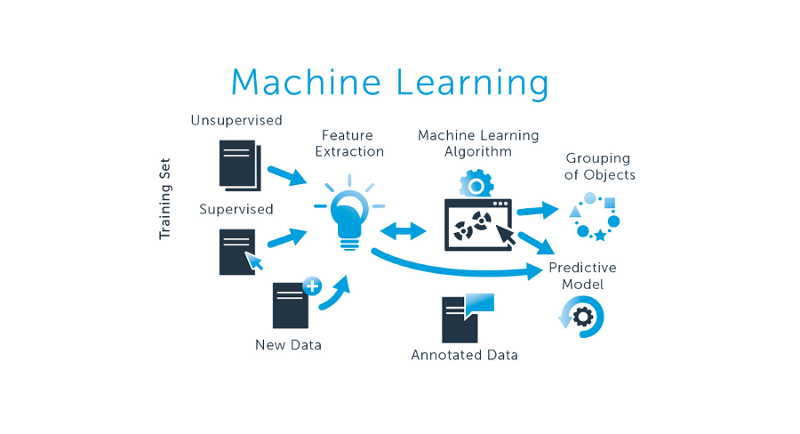 Machine Learning
Unsupervised
Feature
Extraction
Machine Learning
Algorithm
Grouping
of Objects
Training Set
Supervised
Predictive
Model
New Data
Annotated Data